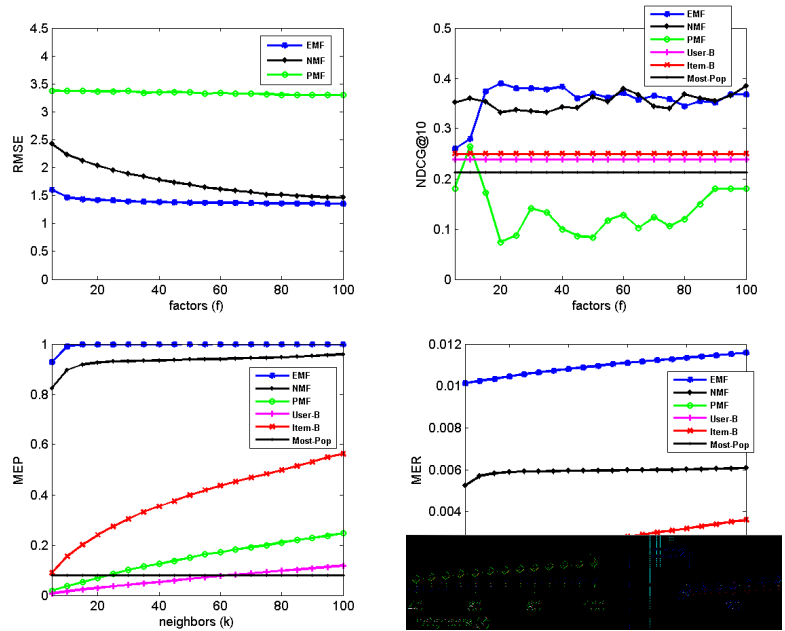 4.5
4
3.5
3
2.5
2
1.5
1
0.5
0
RMSE
20 40 60 80 100
factors (f)
EMF
NMF
PMF
0.5
0.4
0.3
0.2
0.1
0
NDCG@10
20 40 60 80 100
factors (f)
EMF
NMF
PMF
User-B
Item-B
Most-Pop
1
0.8
0.6
0.4
0.2
0
MEP
20 40 60 80 100
neighbors (k)
EMF
NMF
PMF
User-B
Item-B
Most-Pop
0.012
0.01
0.008
0.006
0.004
MER
EMF
NMF
PMF
User-B
Item-B
Most-Pop